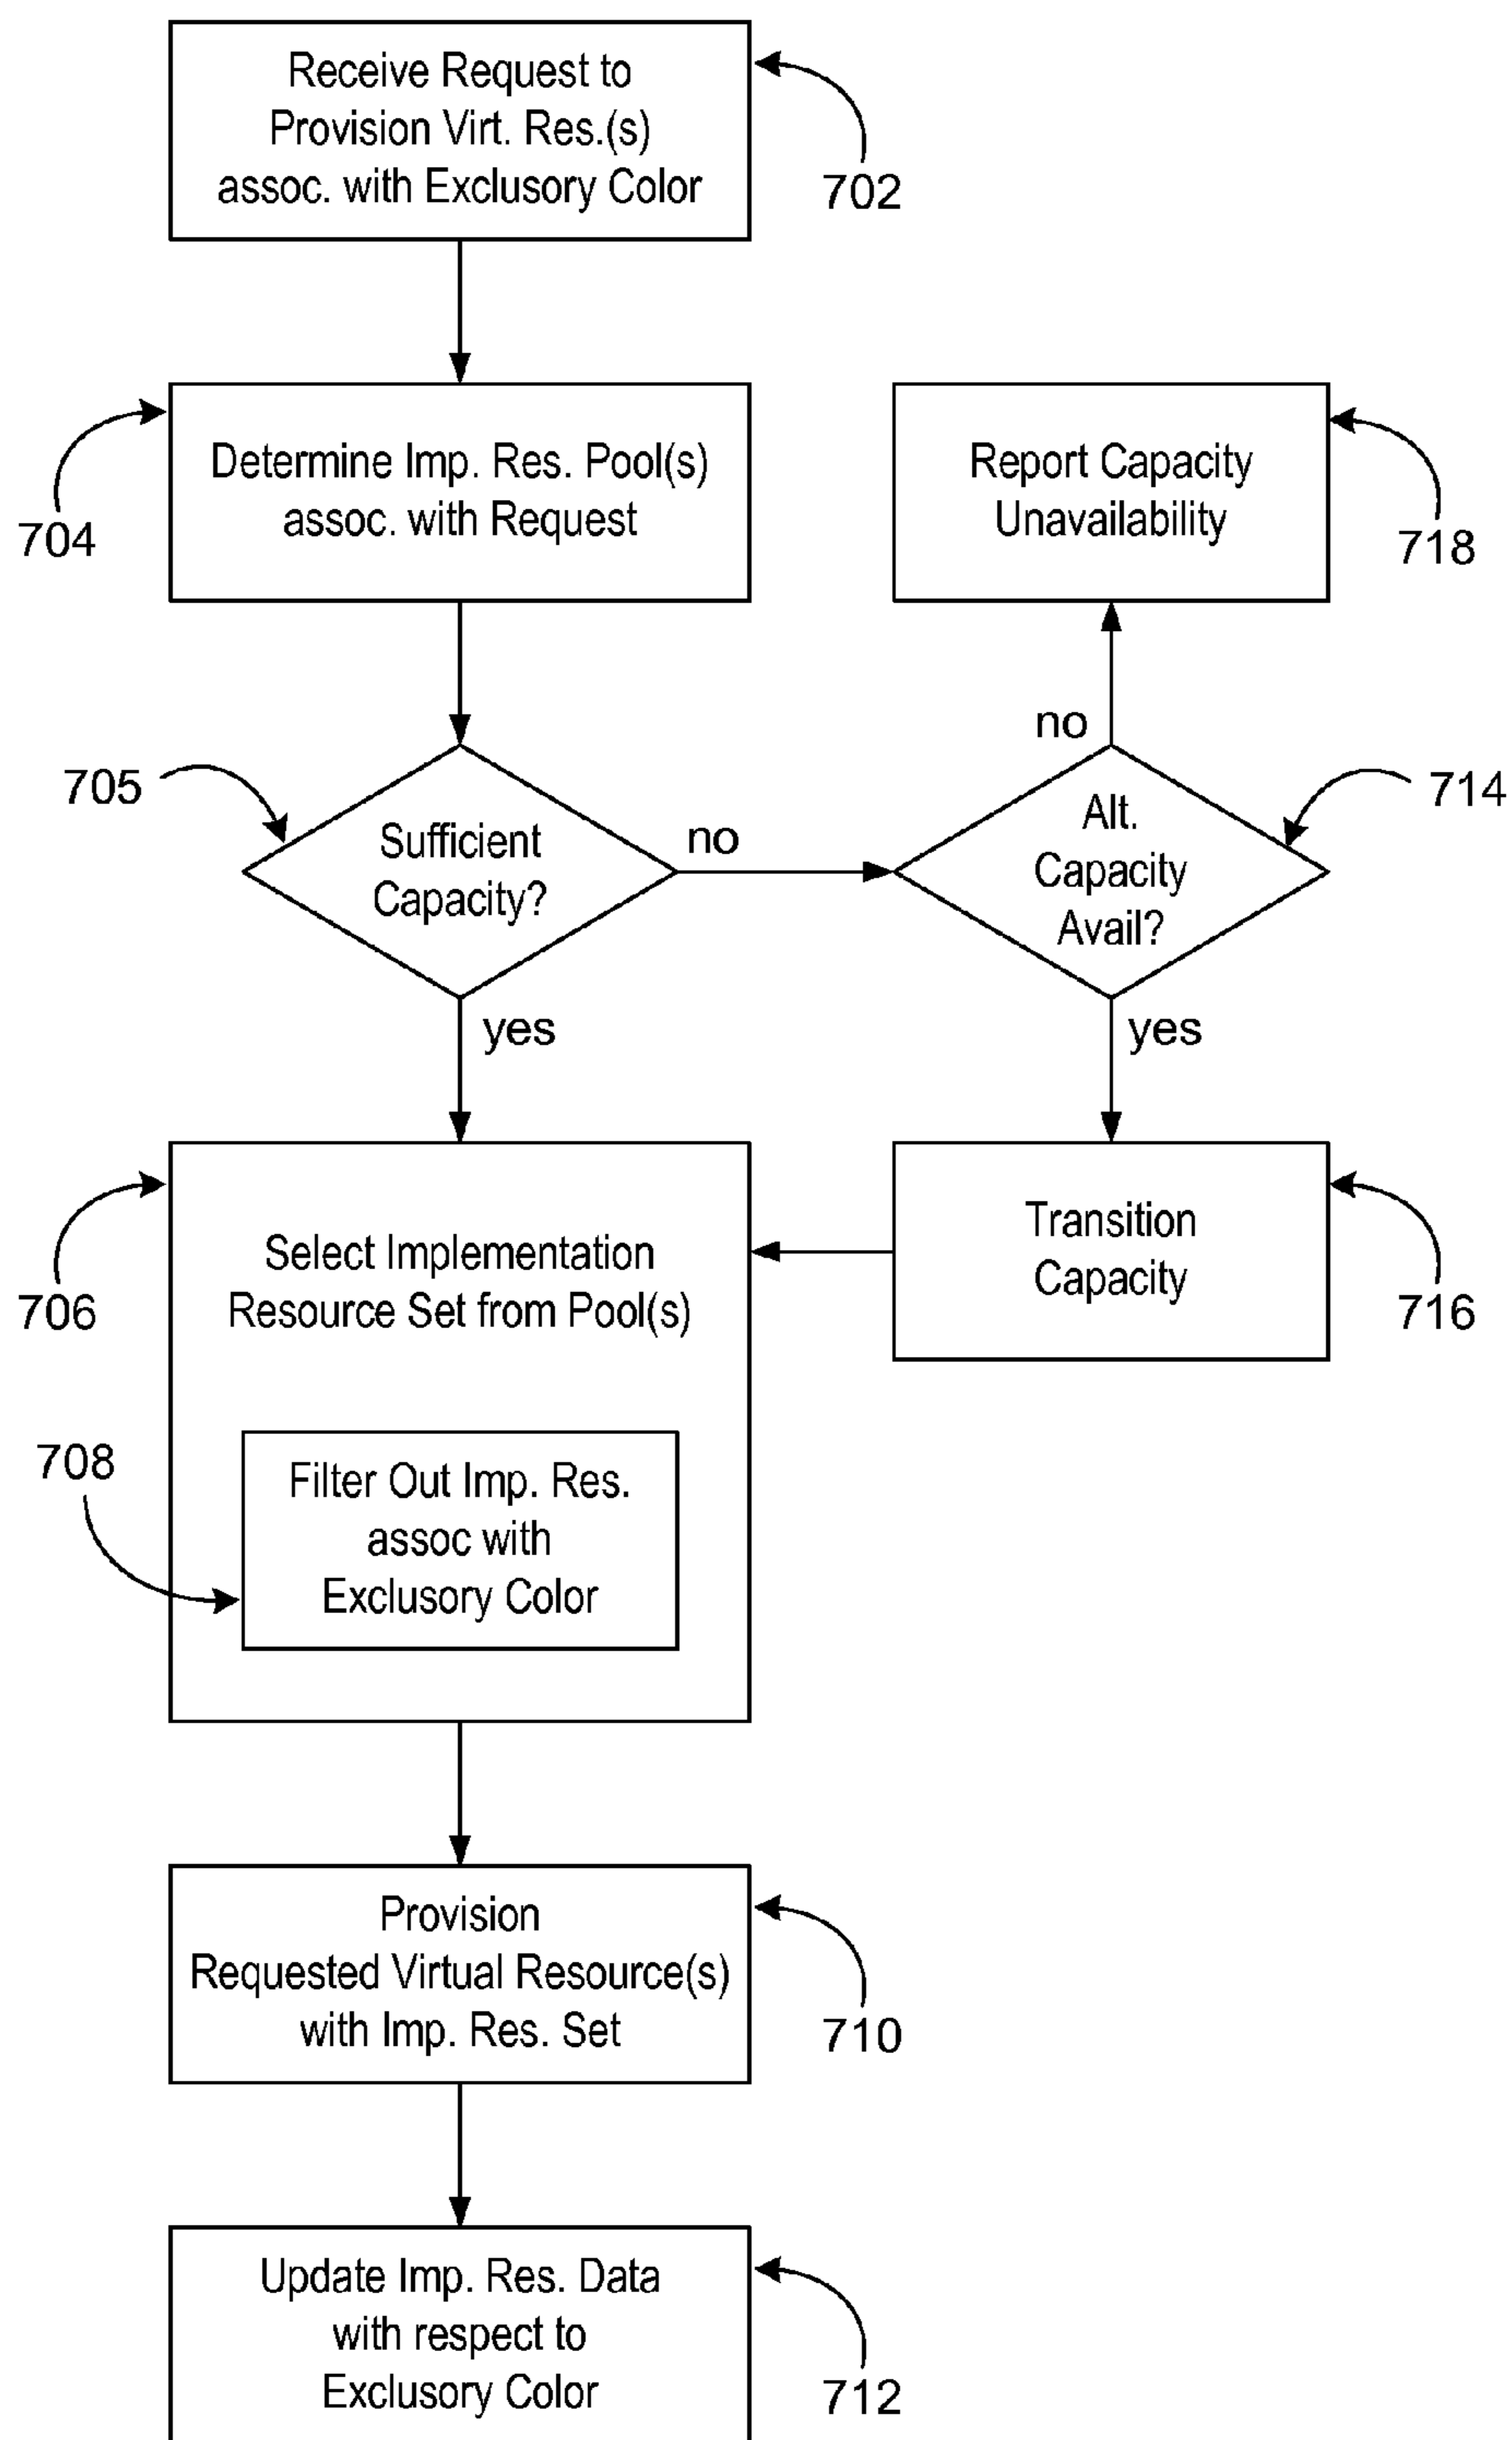 Receive Request to
Provision Virt. Res.(s)
assoc. with Exclusory Color
702
Determine Imp. Res. Pool(s)
assoc. with Request
704
Report Capacity
Unavailability
718
705
Sufficient
Capacity?
no
yes
no
Alt.
Capacity
Avail?
714
yes
706
Select Implementation
Resource Set from Pool(s)
Transition
Capacity
716
708
Filter Out Imp. Res.
assoc with
Exclusory Color
Provision
Requested Virtual Resource(s)
with Imp. Res. Set
710
Update Imp. Res. Data
with respect to
Exclusory Color
712